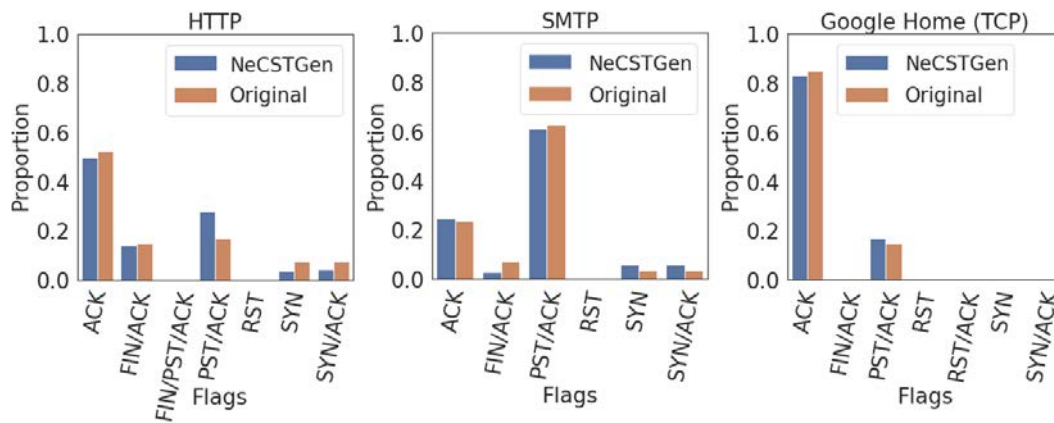 HTTP
1.0
0.8
0.6
0.4
0.2
0.0
Proportion
NeCSTGen
Original
ACK
FIN/ACK
FIN/PST/ACK
PST/ACK
RST
SYN
SYN/ACK
Flags
SMTP
1.0
0.8
0.6
0.4
0.2
0.0
Proportion
NeCSTGen
Original
ACK
FIN/ACK
PST/ACK
RST
SYN
SYN/ACK
Flags
Google Home (TCP)
1.0
0.8
0.6
0.4
0.2
0.0
Proportion
NeCSTGen
Original
ACK
FIN/ACK
PST/ACK
RST
RST/ACK
SYN
SYN/ACK
Flags